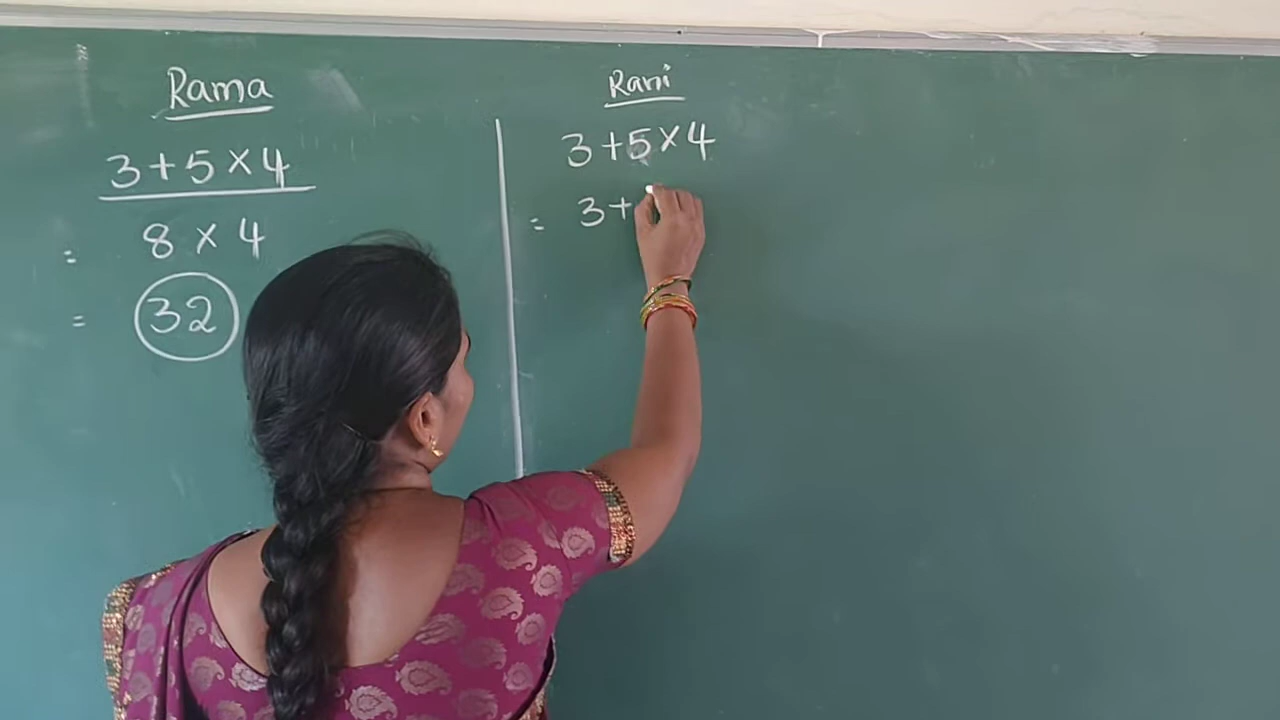 Rama
3+5×4
= 8 × 4
= 32
Rani
3+5×4
= 3+